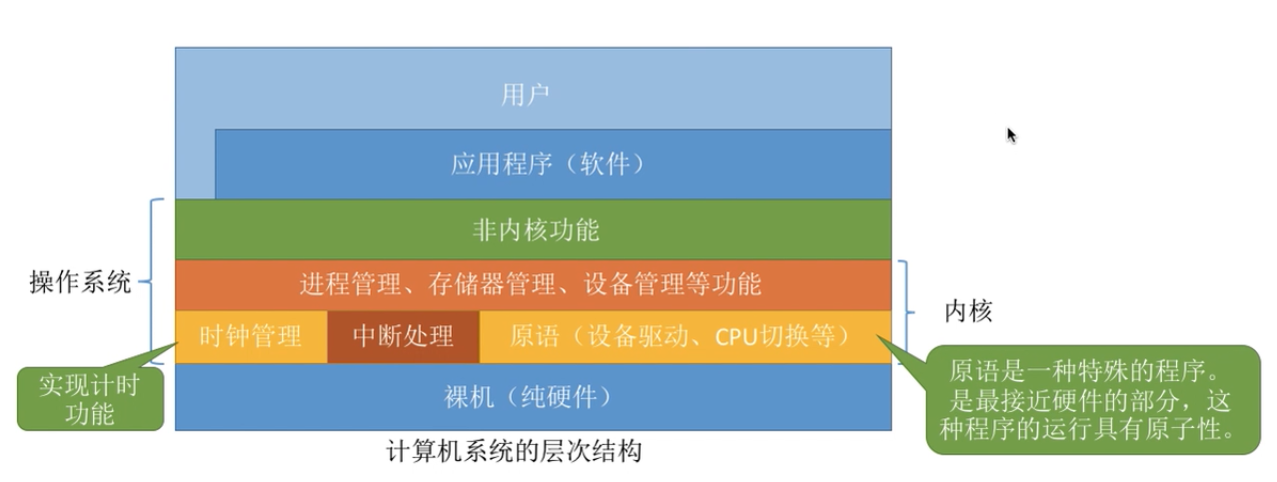 用户
应用程序（软件）
非内核功能
操作系统
进程管理、存储器管理、设备管理等功能
内核
时钟管理
中断处理
原语（设备驱动、CPU切换等）
实现计时
功能
原语是一种特殊的程序。
是最接近硬件的部分，这
种程序的运行具有原子性。
裸机（纯硬件）
计算机系统的层次结构